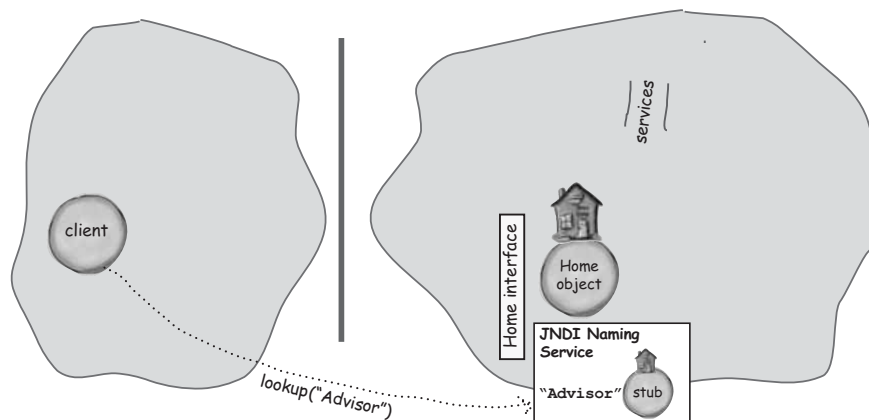 services
client
Home interface
Home
object
JNDI Naming
Service
"Advisor"
stub
lookup("Advisor")